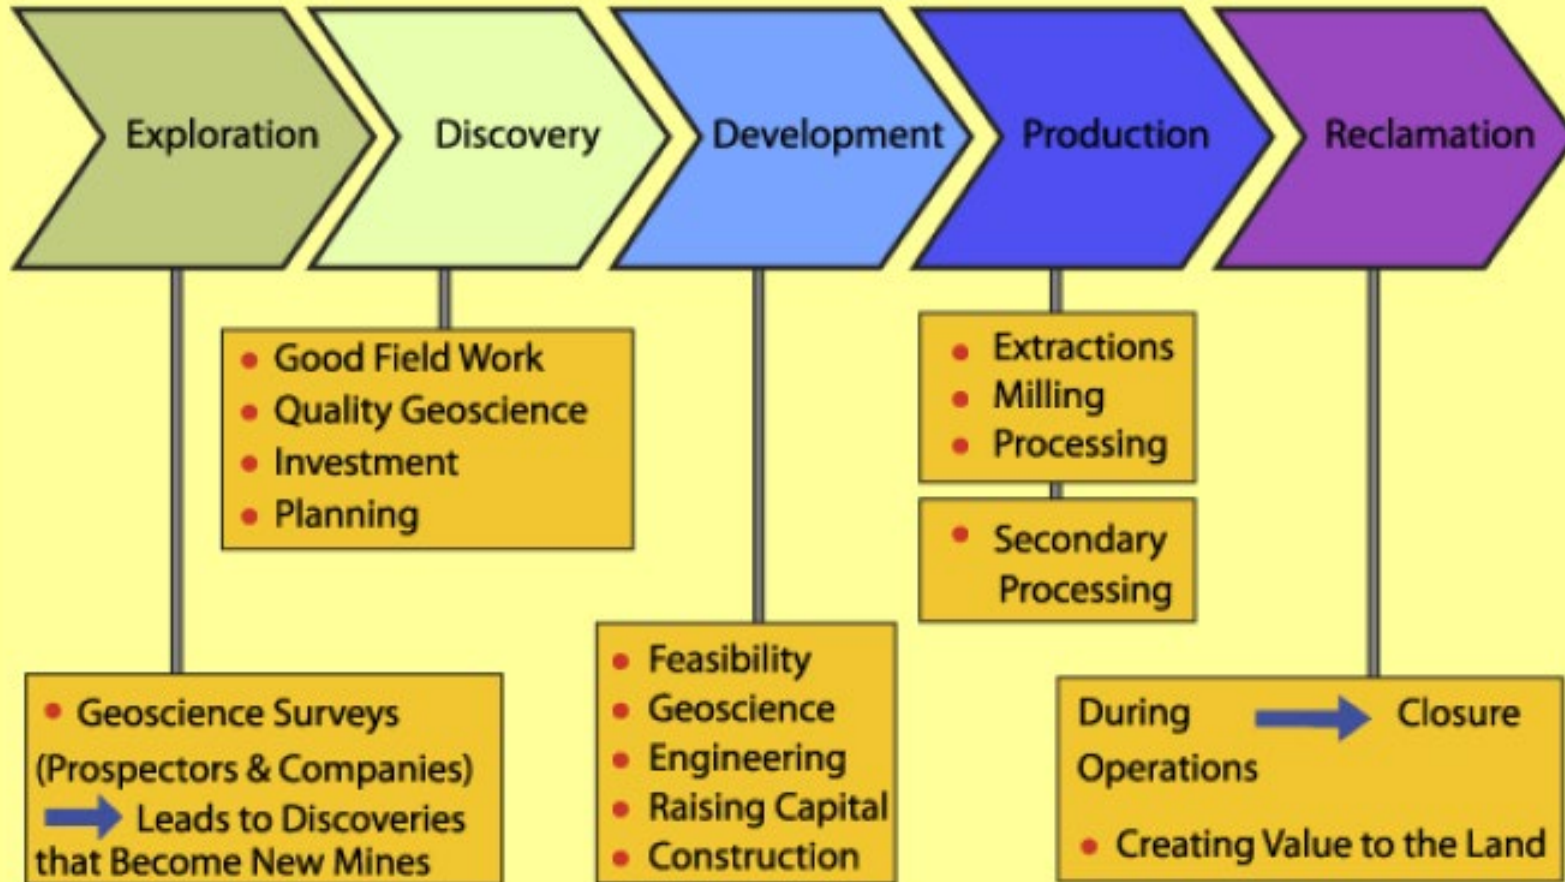 Exploration
Discovery
Development
Production
Reclamation
Geoscience Surveys
(Prospectors & Companies)
Leads to Discoveries
that Become New Mines
Good Field Work
Quality Geoscience
Investment
Planning
Feasibility
Geoscience
Engineering
Raising Capital
Construction
Extractions
Milling
Processing
Secondary
Processing
During Closure
Operations
Creating Value to the Land